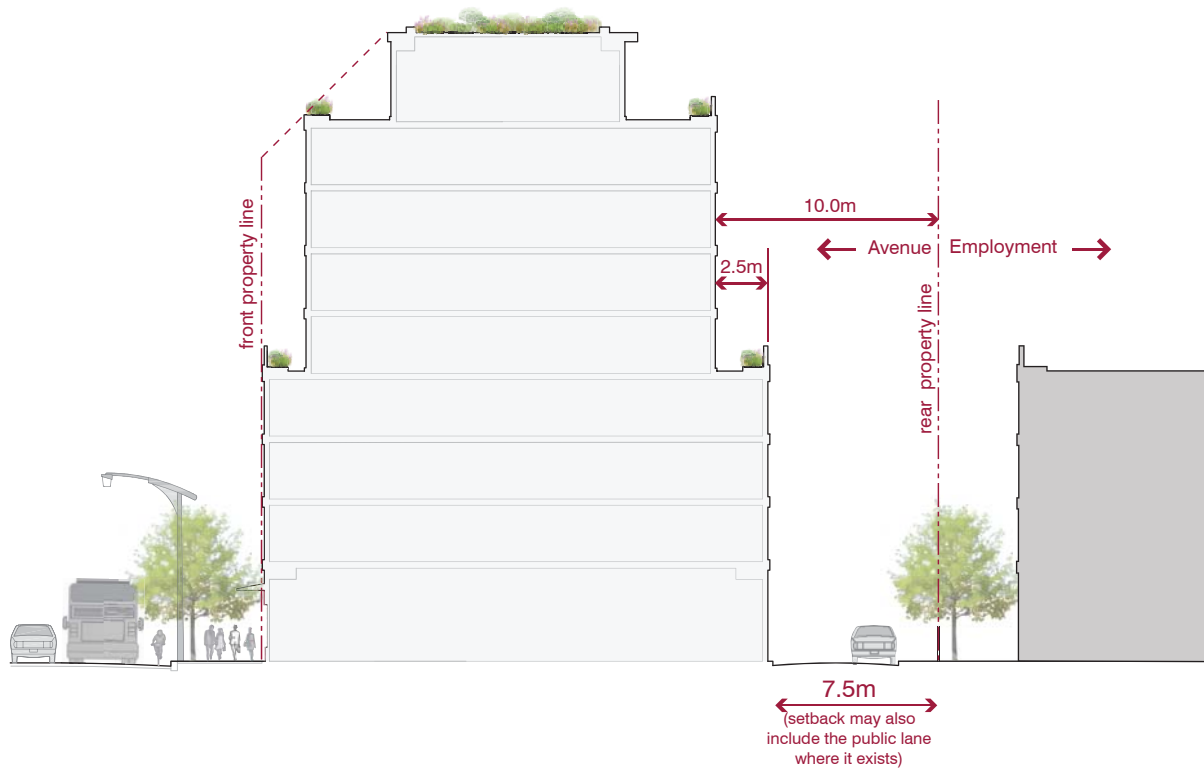 front property line
10.0m
Avenue Employment
2.5m
rear property line
7.5m
(setback may also
include the public lane
where it exists)